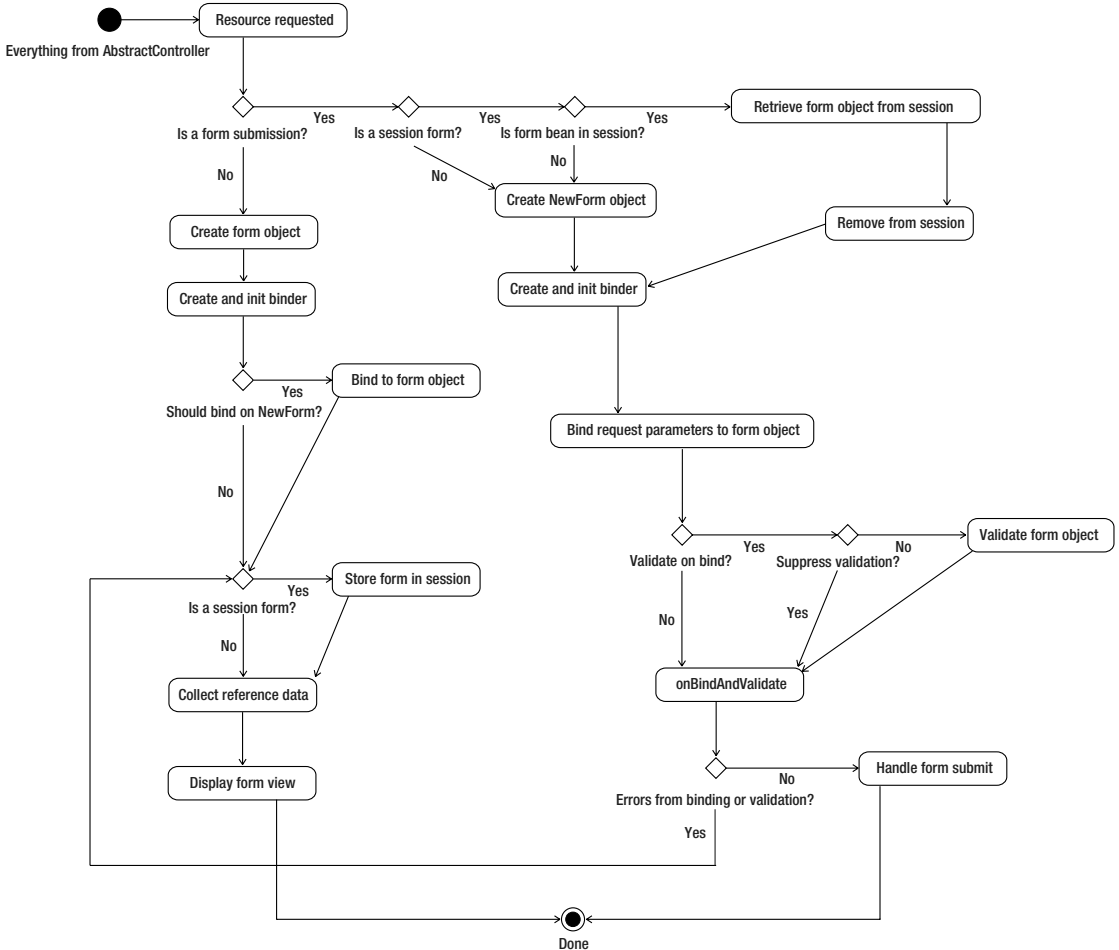 Resource requested
Everything from AbstractController
Yes
Yes
Yes
Retrieve form object from session
Is a form submission?
Is a session form?
Is form bean in session?
No
No
No
Create NewForm object
Create form object
Remove from session
Create and init binder
Create and init binder
Yes
Bind to form object
Should bind on NewForm?
Bind request parameters to form object
No
Yes
No
Validate form object
Validate on bind?
Suppress validation?
Yes
Store form in session
Is a session form?
No
Yes
No
Collect reference data
onBindAndValidate
Display form view
No
Handle form submit
Errors from binding or validation?
Yes
Done